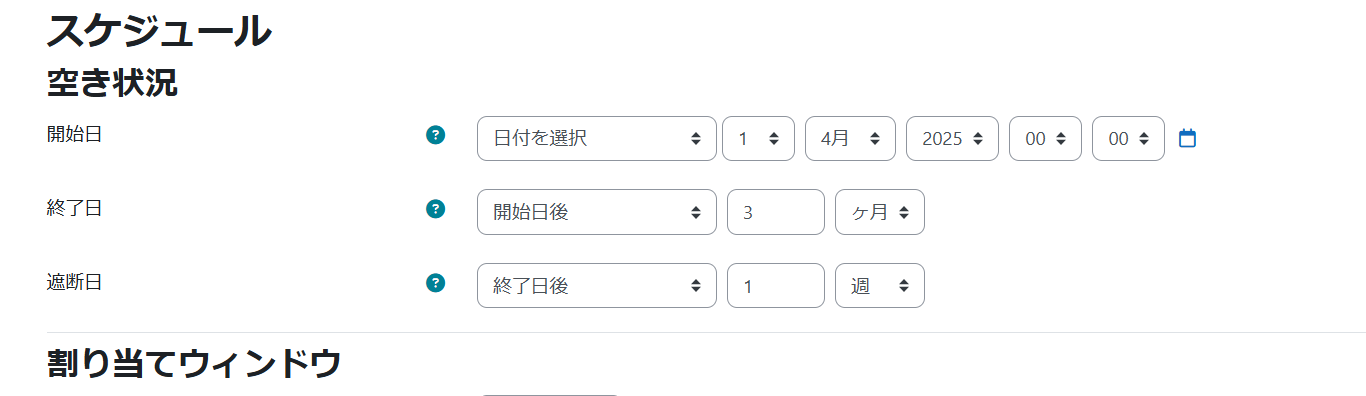 スケジュール
空き状況
開始日 ? 日付を選択 1 4月 2025 00 00
終了日 ? 開始日後 3 ヶ月
遮断日 ? 終了日後 1 週
割り当てウィンドウ